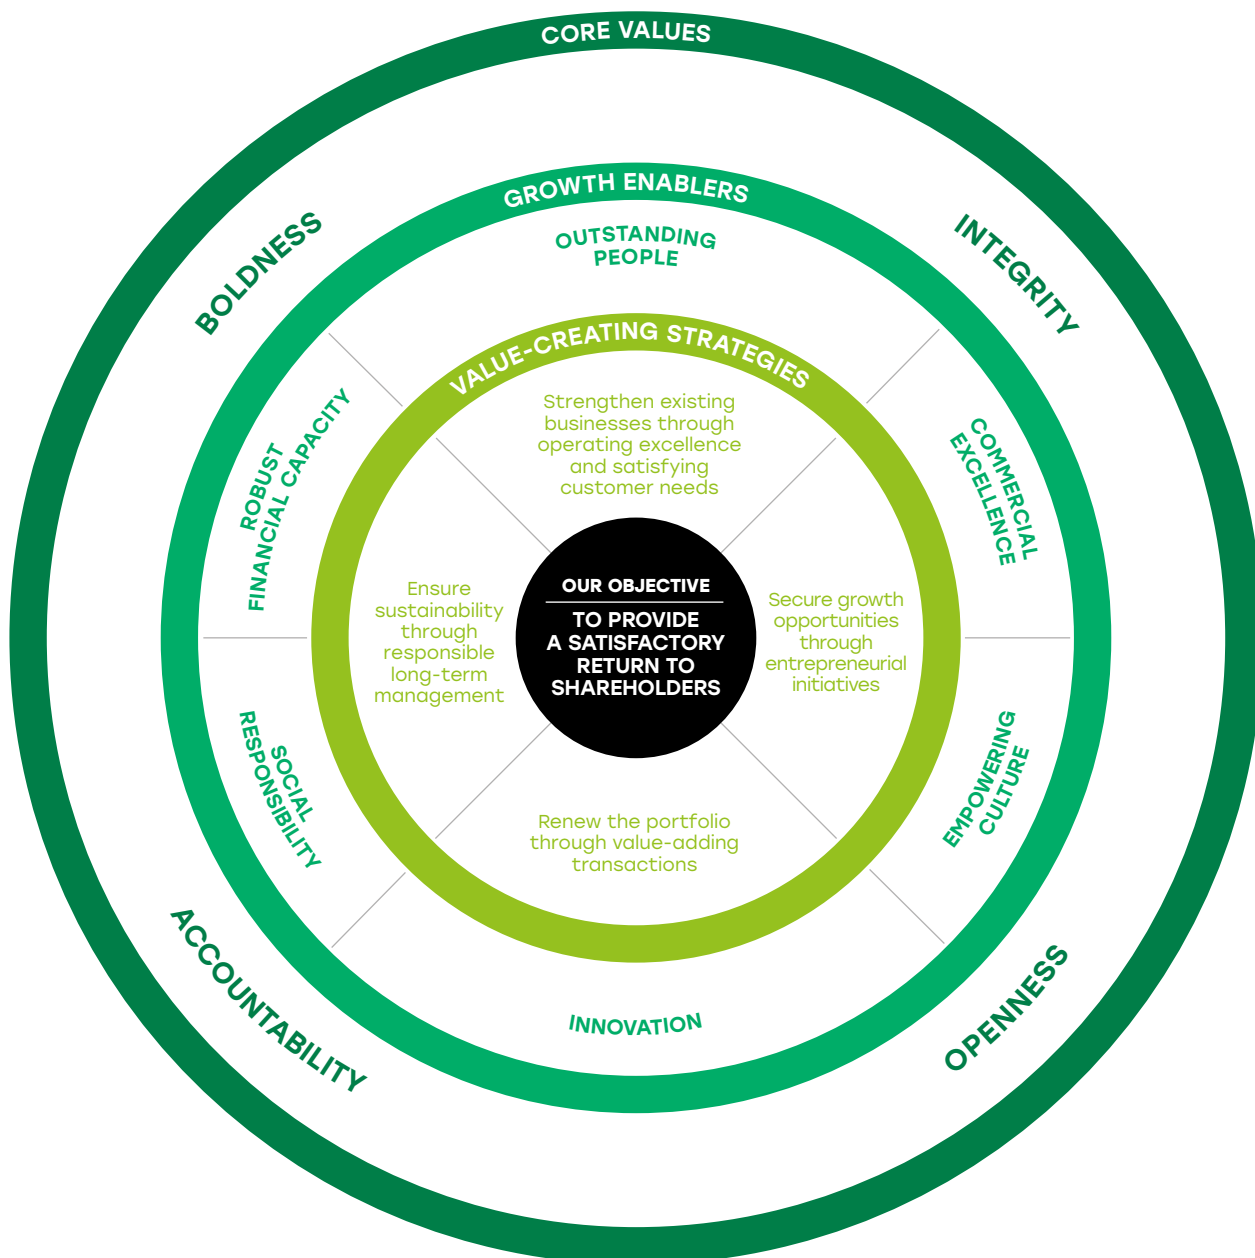 CORE VALUES
BOLDNESS
INTEGRITY
ACCOUNTABILITY
OPENNESS
GROWTH ENABLERS
OUTSTANDING
PEOPLE
COMMERCIAL
EXCELLENCE
EMPOWERING
CULTURE
INNOVATION
SOCIAL
RESPONSIBILITY
ROBUST
FINANCIAL CAPACITY
VALUE-CREATING STRATEGIES
Strengthen existing
businesses through
operating excellence
and satisfying
customer needs
Secure growth
opportunities
through
entrepreneurial
initiatives
Renew the portfolio
through value-adding
transactions
Ensure
sustainability
through
responsible
long-term
management
OUR OBJECTIVE
TO PROVIDE
A SATISFACTORY
RETURN TO
SHAREHOLDERS